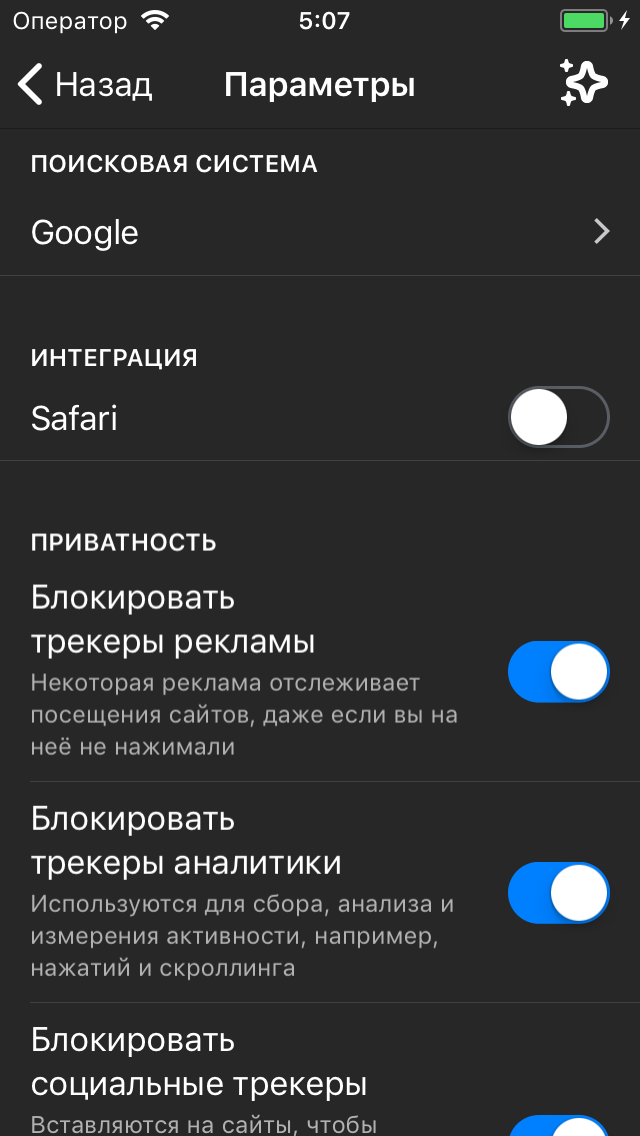 Оператор 5:07
Назад Параметры
ПОИСКОВАЯ СИСТЕМА
Google
ИНТЕГРАЦИЯ
Safari
ПРИВАТНОСТЬ
Блокировать
трекеры рекламы
Некоторая реклама отслеживает
посещения сайтов, даже если вы на
неё не нажимали
Блокировать
трекеры аналитики
Используются для сбора, анализа и
измерения активности, например,
нажатий и скроллинга
Блокировать
социальные трекеры
Вставляются на сайты, чтобы